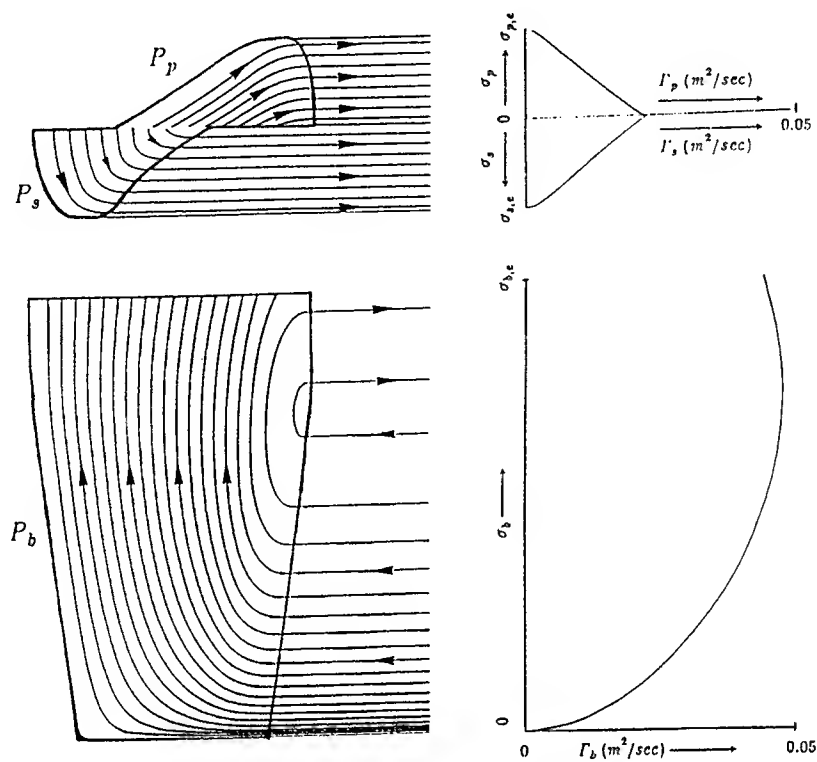 P_p
P_s
σ_{p,e}
σ_p
0
σ_s
σ_{s,e}
Γ_p (m²/sec)
1
0.05
Γ_s (m²/sec)
P_b
σ_{b,e}
σ_b
0
0
Γ_b (m²/sec)
0.05